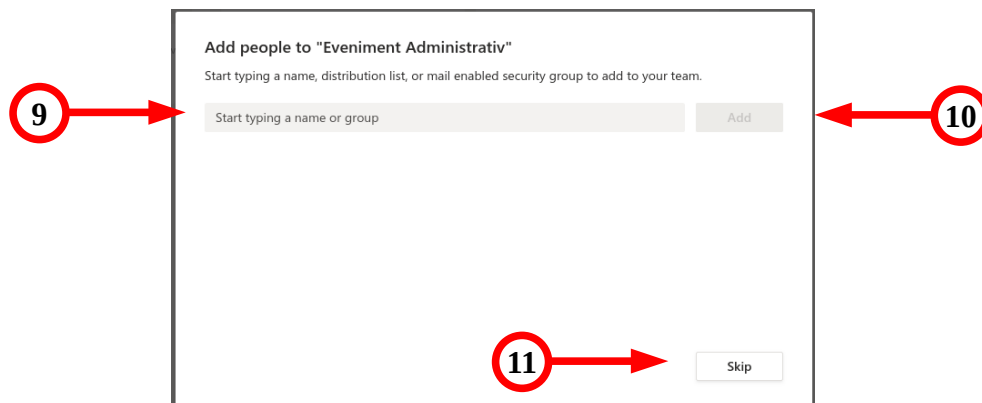 Add people to "Eveniment Administrativ"
Start typing a name, distribution list, or mail enabled security group to add to your team.
9
Start typing a name or group
Add
10
11
Skip